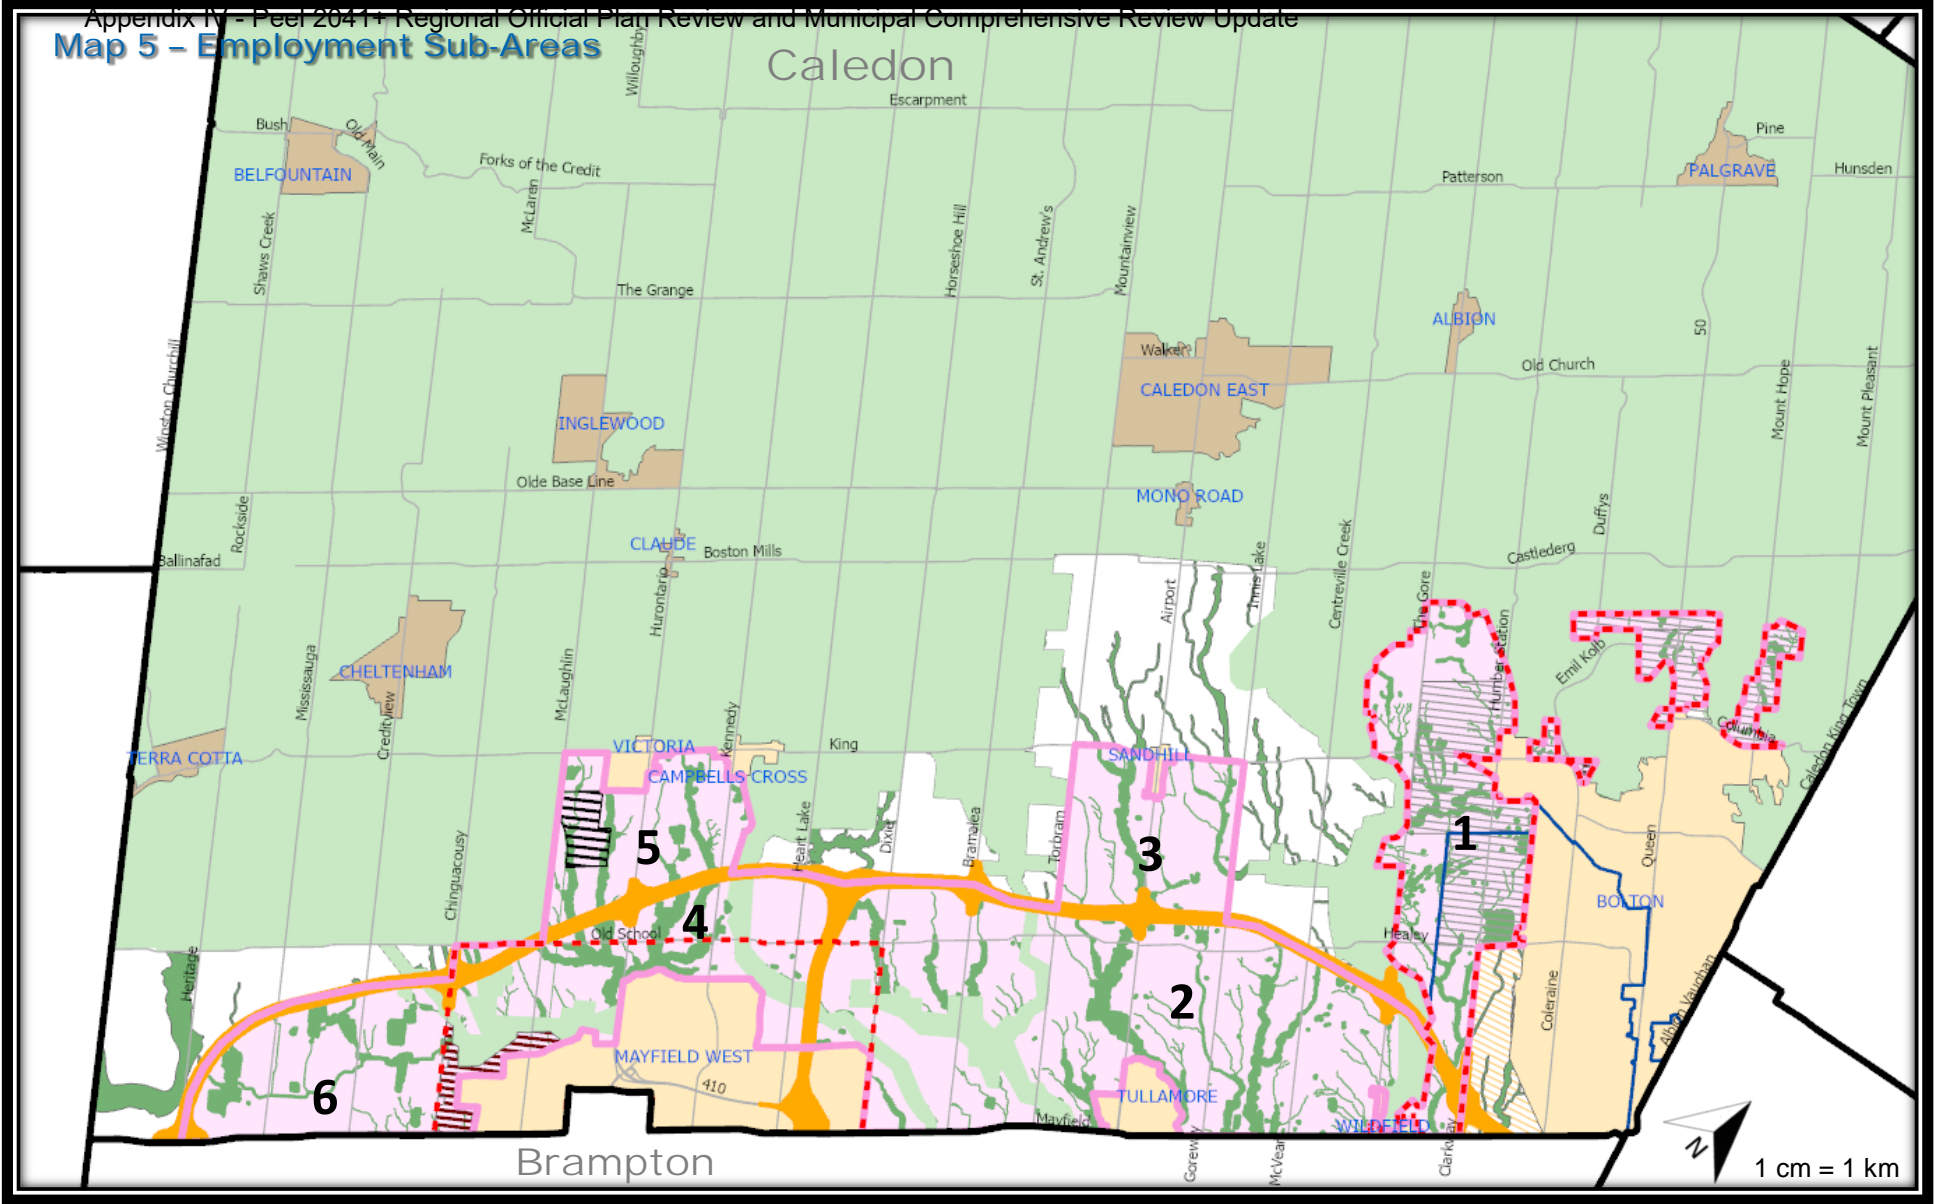 Appendix IV - Peel 2041+ Regional Official Plan Review and Municipal Comprehensive Review Update
Map 5 – Employment Sub-Areas
Caledon
Willoughby
Escarpment
Bush
Old Main
BELFOUNTAIN
Forks of the Credit
McLaren
Shaws Creek
Horseshoe Hill
St. Andrew's
Mountainview
Patterson
Pine
PALGRAVE
Hunsden
The Grange
Winston Churchill
Walker
CALEDON EAST
ALBION
Old Church
50
Mount Hope
Mount Pleasant
INGLEWOOD
Olde Base Line
MONO ROAD
Rockside
Ballinafad
CLAUDE
Boston Mills
Hurontario
Airport
Innis Lake
Centreville Creek
The Gore
Castlederg
Duffys
Humber Station
Emil Kolb
Columbia
Caledon King Town
CHELTENHAM
Mississauga
Creditview
McLaughlin
TERRA COTTA
VICTORIA
Kennedy
CAMPBELLS CROSS
King
SANDHILL
Chinguacousy
5
Heart Lake
Dixie
Bramalea
Torbram
3
1
Queen
BOLTON
4
Old School
Healey
Heritage
2
Coleraine
Albion Vaughan
6
MAYFIELD WEST
410
TULLAMORE
Mayfield
WILDFIELD
Goreway
McVean
Clarkway
Brampton
N
1 cm = 1 km